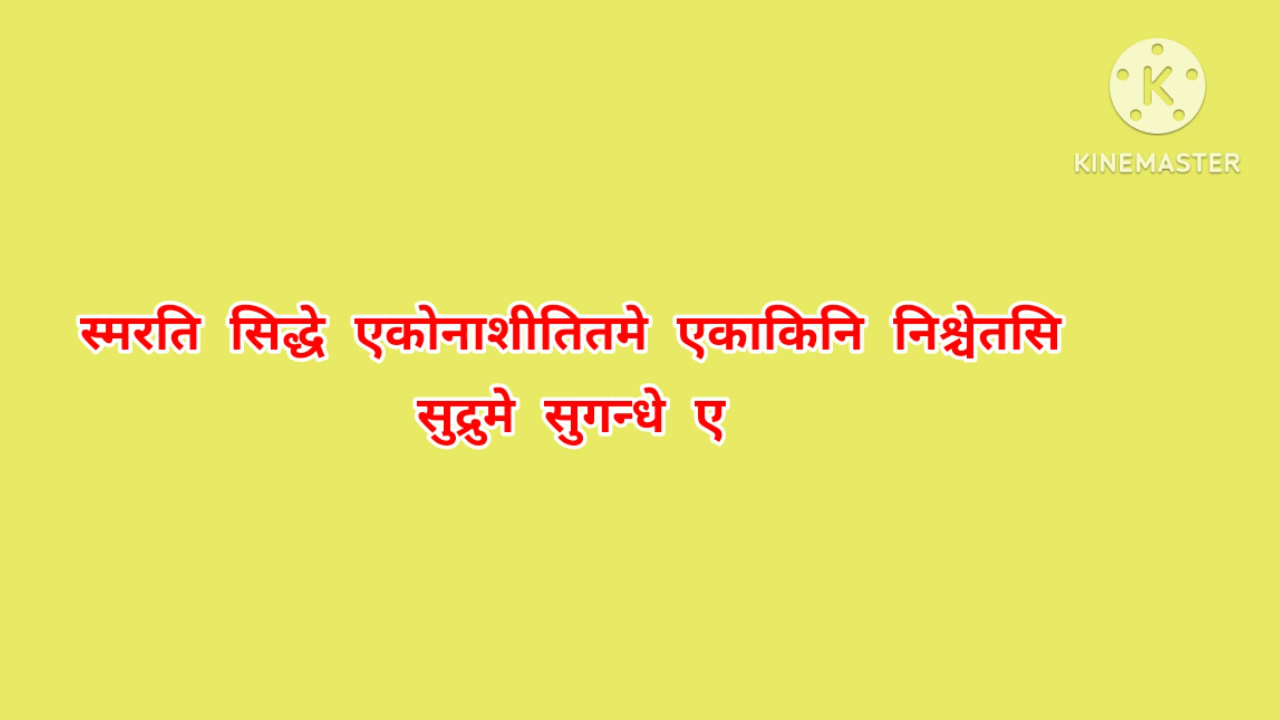 KINEMASTER
स्मरति सिद्धे एकोनाशीतितमे एकाकिनि निश्चेतसि
सुद्रुमे सुगन्धे ए